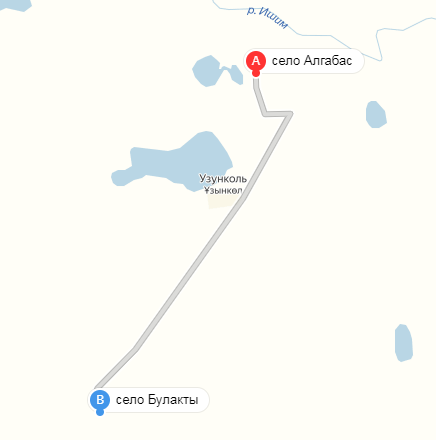 р. Ишим
A
село Алгабас
Узунколь
Ұзынкөл
B
село Булакты